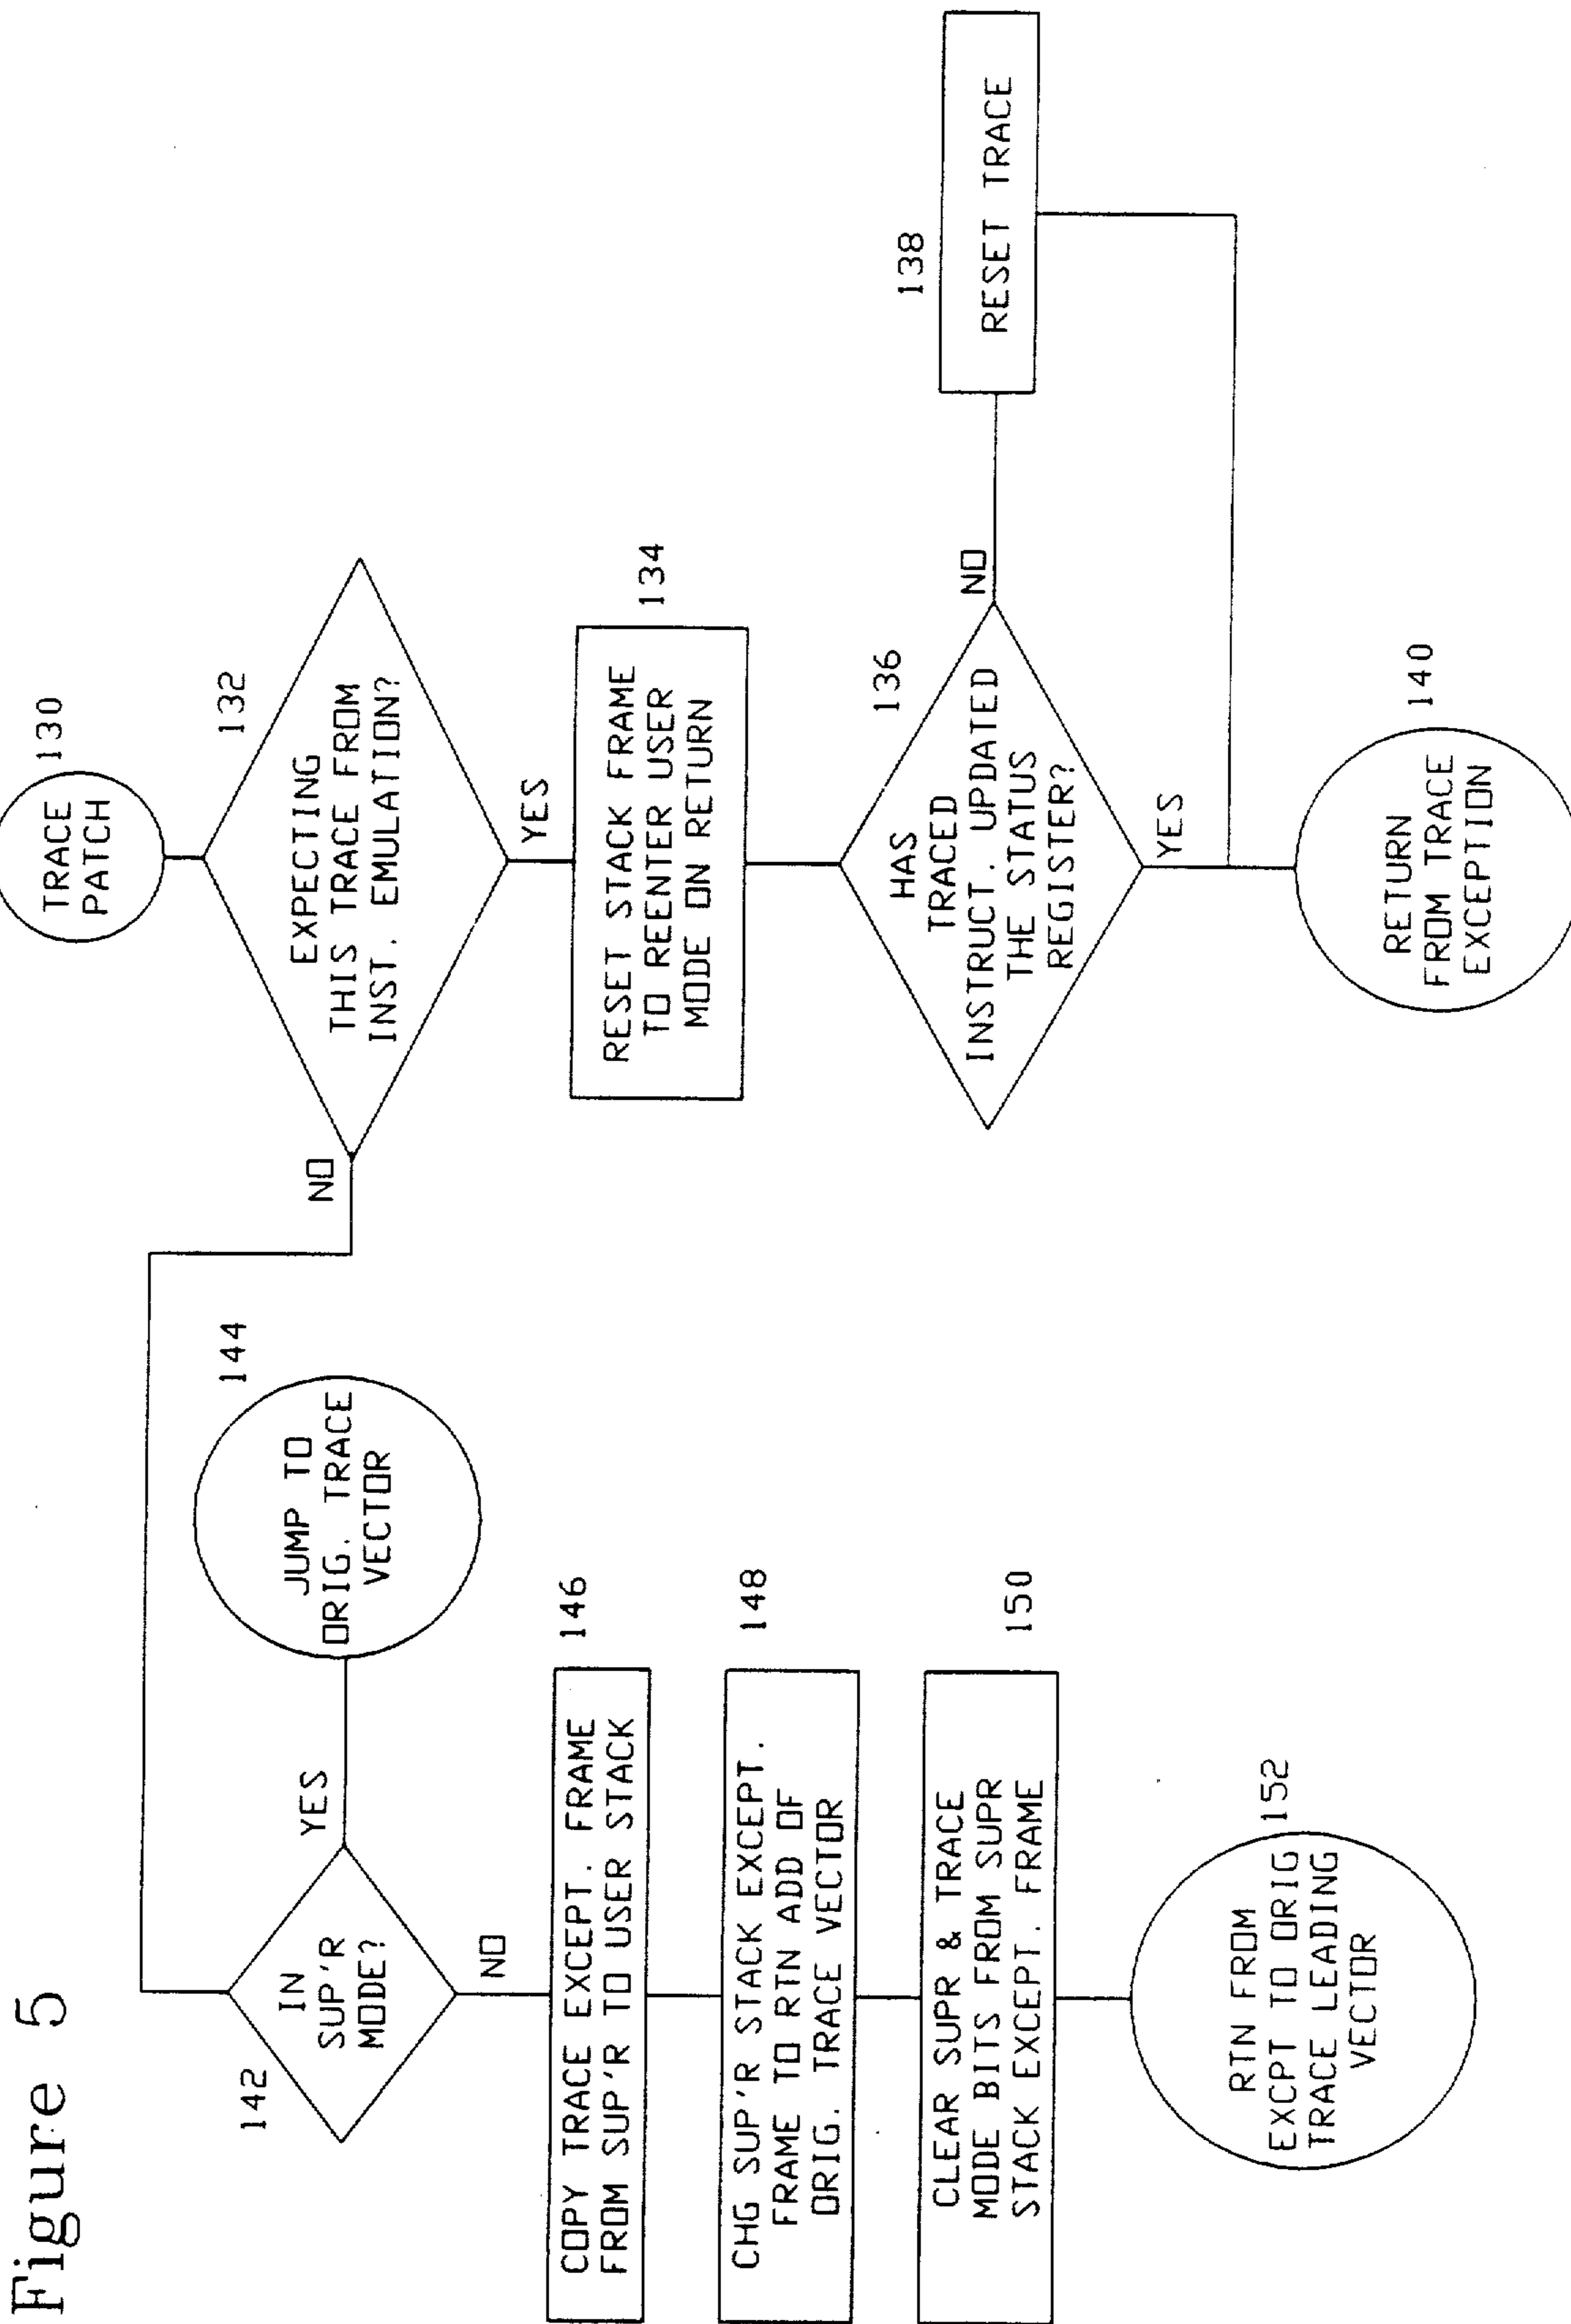 Figure 5
TRACE
PATCH
130
EXPECTING
THIS TRACE FROM
INST. EMULATION?
132
NO
YES
RESET STACK FRAME
TO REENTER USER
MODE ON RETURN
134
HAS
TRACED
INSTRUCT. UPDATED
THE STATUS
REGISTER?
136
NO
YES
138
RESET TRACE
RETURN
FROM TRACE
EXCEPTION
140
142
IN
SUP'R
MODE?
YES
NO
JUMP TO
ORIG. TRACE
VECTOR
144
COPY TRACE EXCEPT. FRAME
FROM SUP'R TO USER STACK
146
CHG SUP'R STACK EXCEPT.
FRAME TO RTN ADD OF
ORIG. TRACE VECTOR
148
CLEAR SUPR & TRACE
MODE BITS FROM SUPR
STACK EXCEPT. FRAME
150
RTN FROM
EXCPT TO ORIG
TRACE LEADING
VECTOR
152